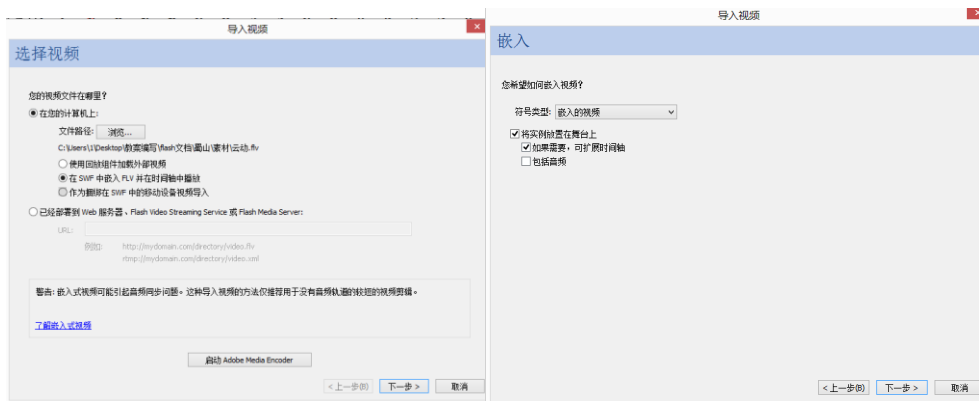 导入视频
选择视频
您的视频文件在哪里?
在您的计算机上:
文件路径: 浏览...
C:\Users\1\Desktop\教案编写\flash文档\蜀山\素材\云动.flv
使用回放组件加载外部视频
在 SWF 中嵌入 FLV 并在时间轴中播放
作为捆绑在 SWF 中的移动设备视频导入
已经部署到 Web 服务器、Flash Video Streaming Service 或 Flash Media Server:
URL:
例如: http://mydomain.com/directory/video.flv
rtmp://mydomain.com/directory/video.xml
警告: 嵌入式视频可能引起音频同步问题。这种导入视频的方法仅推荐用于没有音频轨道的较短的视频剪辑。
了解嵌入式视频
启动 Adobe Media Encoder
< 上一步(B) 下一步 > 取消
导入视频
嵌入
您希望如何嵌入视频?
符号类型: 嵌入的视频
将实例放置在舞台上
如果需要，可扩展时间轴
包括音频
< 上一步(B) 下一步 > 取消